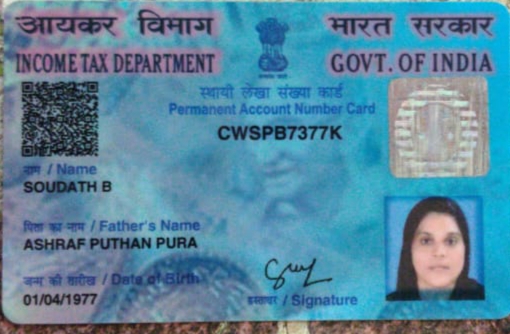 आयकर विभाग
भारत सरकार
INCOME TAX DEPARTMENT
GOVT. OF INDIA
स्थायी लेखा संख्या कार्ड
Permanent Account Number Card
CWSPB7377K
नाम / Name
SOUDATH B
पिता का नाम / Father's Name
ASHRAF PUTHAN PURA
जन्म की तारीख / Date of Birth
01/04/1977
हस्ताक्षर / Signature